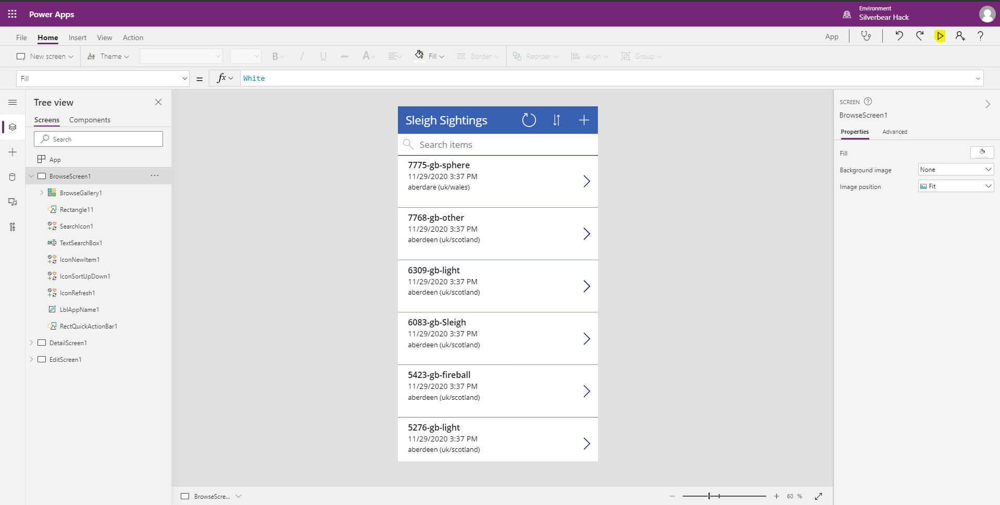 Power Apps
Environment
Silverbear Hack
File
Home
Insert
View
Action
App
New screen
Theme
B
/
U
abc
A
Fill
Border
Reorder
Align
Group
Fill
=
fx
White
Tree view
Screens
Components
Search
App
BrowseScreen1
BrowseGallery1
Rectangle11
SearchIcon1
TextSearchBox1
IconNewItem1
IconSortUpDown1
IconRefresh1
LblAppName1
RectQuickActionBar1
DetailScreen1
EditScreen1
Sleigh Sightings
Search items
7775-gb-sphere
11/29/2020 3:37 PM
aberdare (uk/wales)
7768-gb-other
11/29/2020 3:37 PM
aberdeen (uk/scotland)
6309-gb-light
11/29/2020 3:37 PM
aberdeen (uk/scotland)
6083-gb-Sleigh
11/29/2020 3:37 PM
aberdeen (uk/scotland)
5423-gb-fireball
11/29/2020 3:37 PM
aberdeen (uk/scotland)
5276-gb-light
11/29/2020 3:37 PM
aberdeen (uk/scotland)
SCREEN
BrowseScreen1
Properties
Advanced
Fill
Background image
None
Image position
Fit
BrowseScre...
60 %